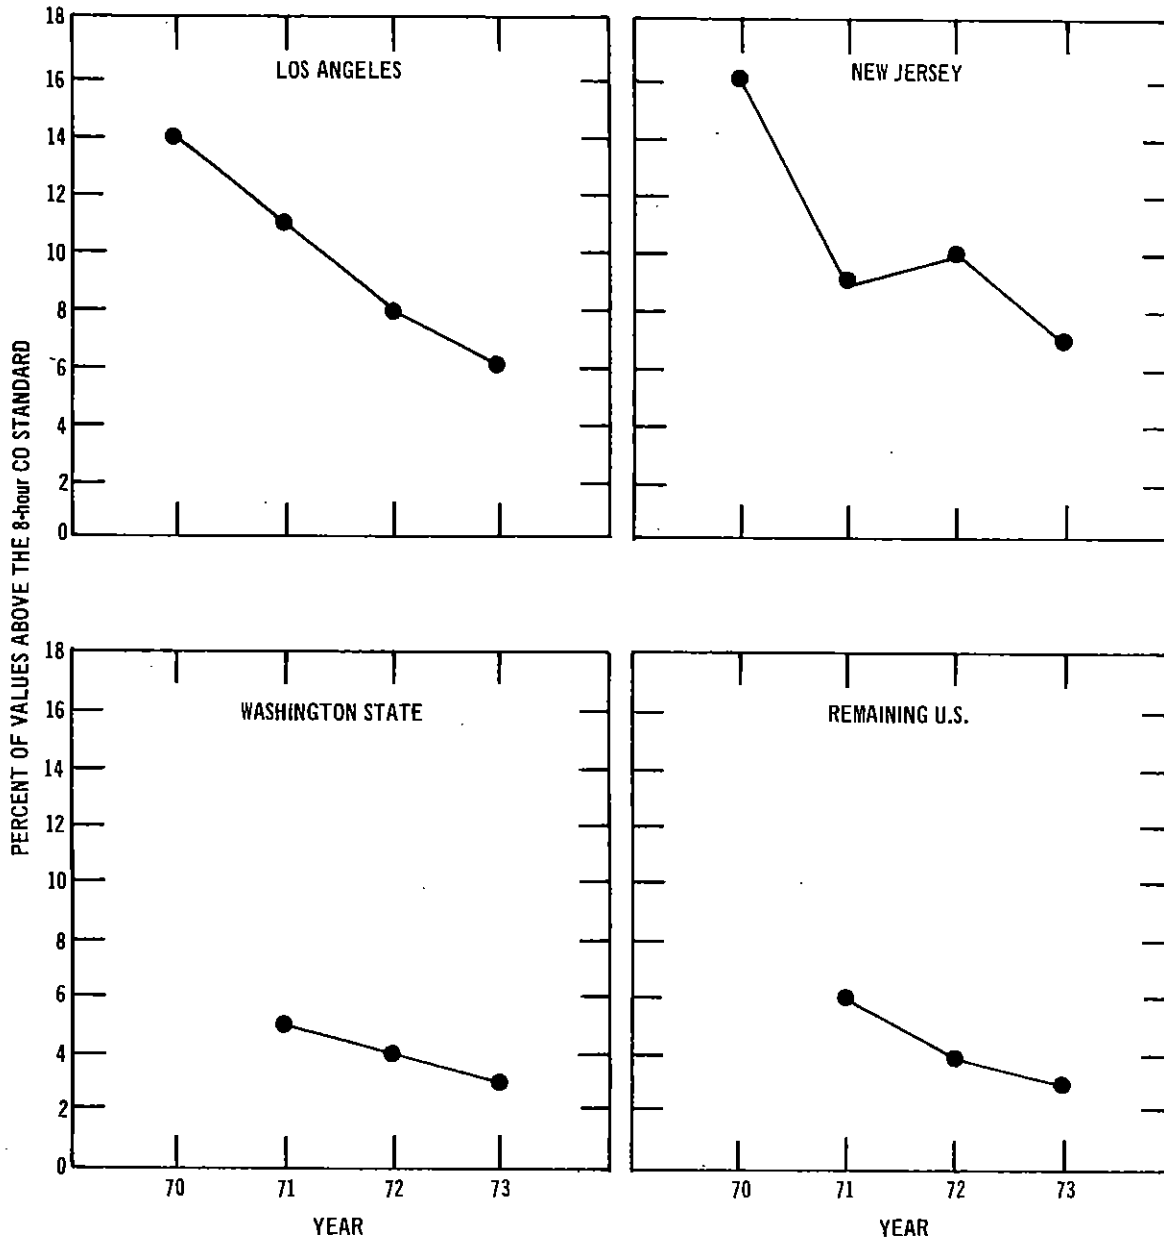 PERCENT OF VALUES ABOVE THE 8-hour CO STANDARD
18
16
14
12
10
8
6
4
2
0
LOS ANGELES
NEW JERSEY
18
16
14
12
10
8
6
4
2
0
WASHINGTON STATE
REMAINING U.S.
70 71 72 73
70 71 72 73
YEAR
YEAR